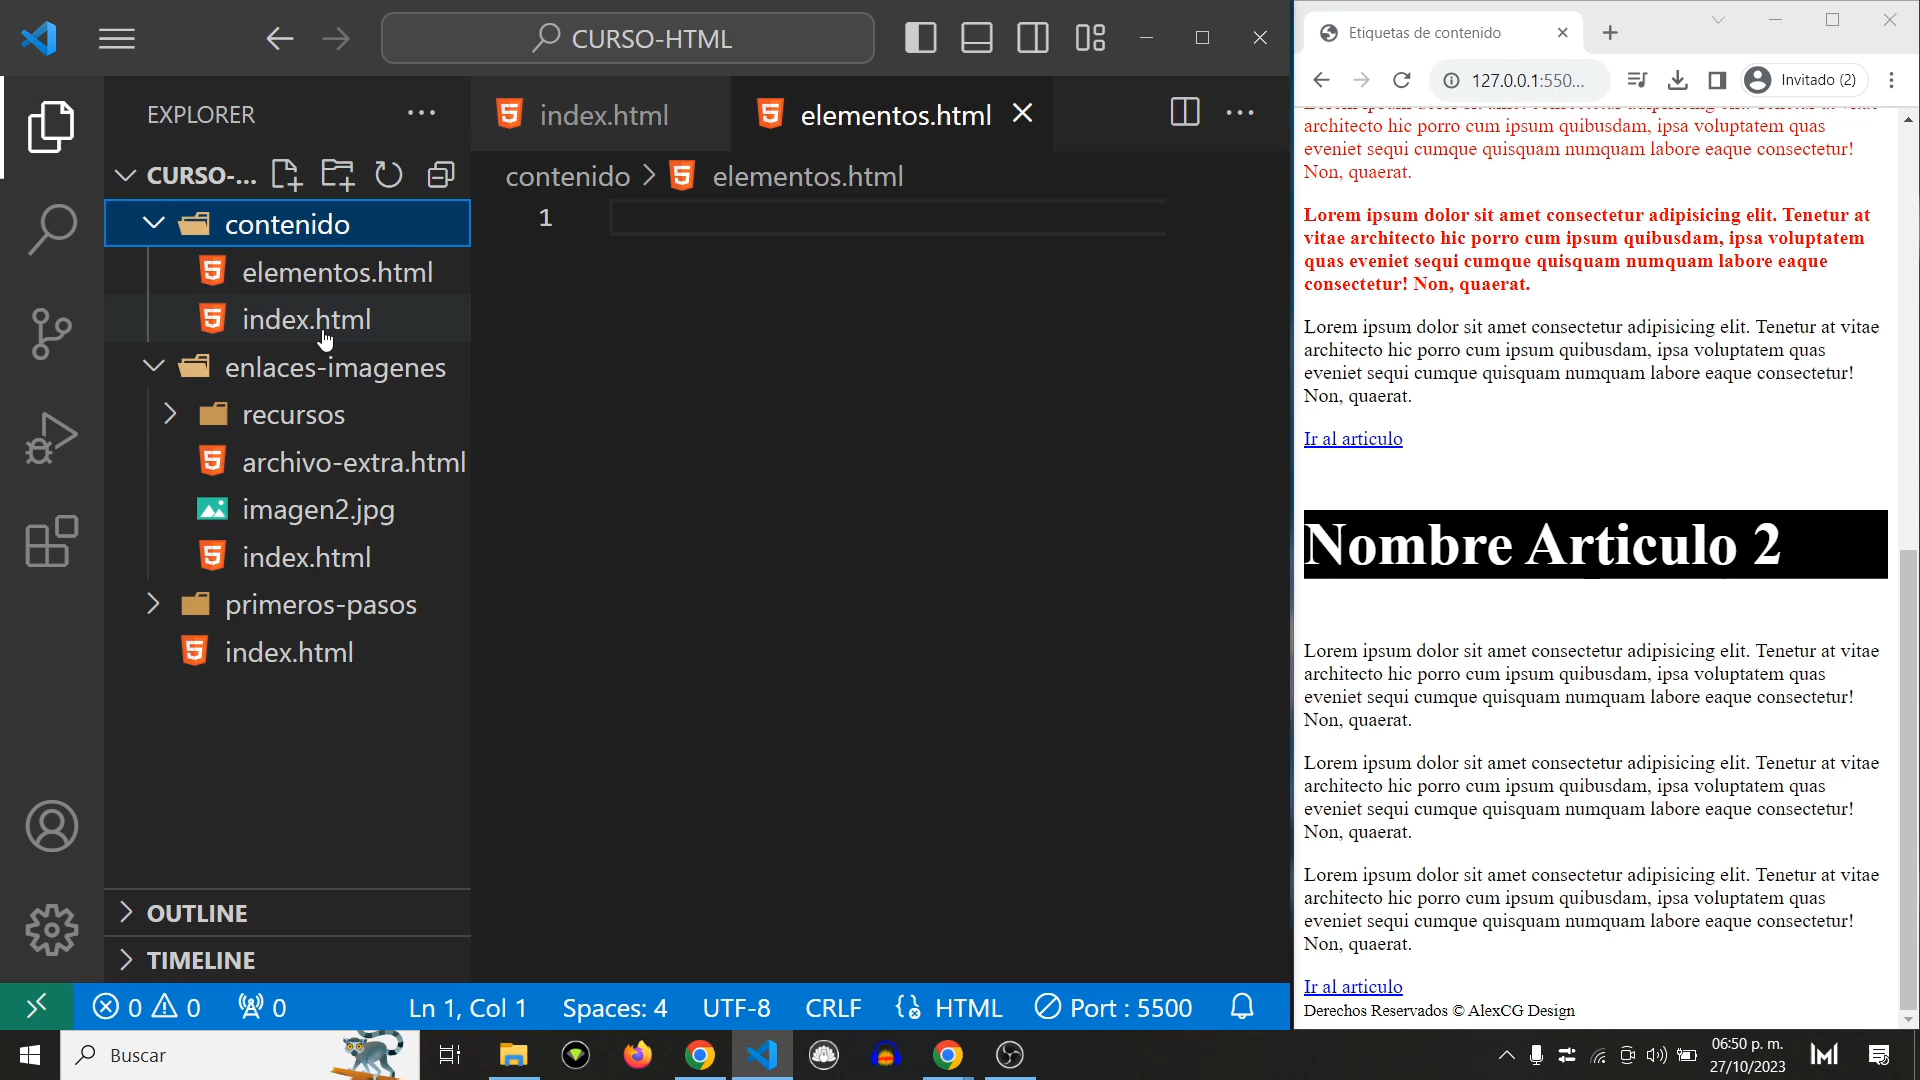 CURSO-HTML
EXPLORER
CURSO-...
contenido
elementos.html
index.html
enlaces-imagenes
recursos
archivo-extra.html
imagen2.jpg
index.html
primeros-pasos
index.html
OUTLINE
TIMELINE
index.html
elementos.html
contenido > elementos.html
1
0 0 0
Ln 1, Col 1
Spaces: 4
UTF-8
CRLF
HTML
Port : 5500
Etiquetas de contenido
127.0.0.1:550...
Invitado (2)
architecto hic porro cum ipsum quibusdam, ipsa voluptatem quas
eveniet sequi cumque quisquam numquam labore eaque consectetur!
Non, quaerat.
Lorem ipsum dolor sit amet consectetur adipisicing elit. Tenetur at
vitae architecto hic porro cum ipsum quibusdam, ipsa voluptatem
quas eveniet sequi cumque quisquam numquam labore eaque
consectetur! Non, quaerat.
Lorem ipsum dolor sit amet consectetur adipisicing elit. Tenetur at vitae
architecto hic porro cum ipsum quibusdam, ipsa voluptatem quas
eveniet sequi cumque quisquam numquam labore eaque consectetur!
Non, quaerat.
Ir al articulo
Nombre Articulo 2
Lorem ipsum dolor sit amet consectetur adipisicing elit. Tenetur at vitae
architecto hic porro cum ipsum quibusdam, ipsa voluptatem quas
eveniet sequi cumque quisquam numquam labore eaque consectetur!
Non, quaerat.
Lorem ipsum dolor sit amet consectetur adipisicing elit. Tenetur at vitae
architecto hic porro cum ipsum quibusdam, ipsa voluptatem quas
eveniet sequi cumque quisquam numquam labore eaque consectetur!
Non, quaerat.
Lorem ipsum dolor sit amet consectetur adipisicing elit. Tenetur at vitae
architecto hic porro cum ipsum quibusdam, ipsa voluptatem quas
eveniet sequi cumque quisquam numquam labore eaque consectetur!
Non, quaerat.
Ir al articulo
Derechos Reservados © AlexCG Design
Buscar
06:50 p. m.
27/10/2023